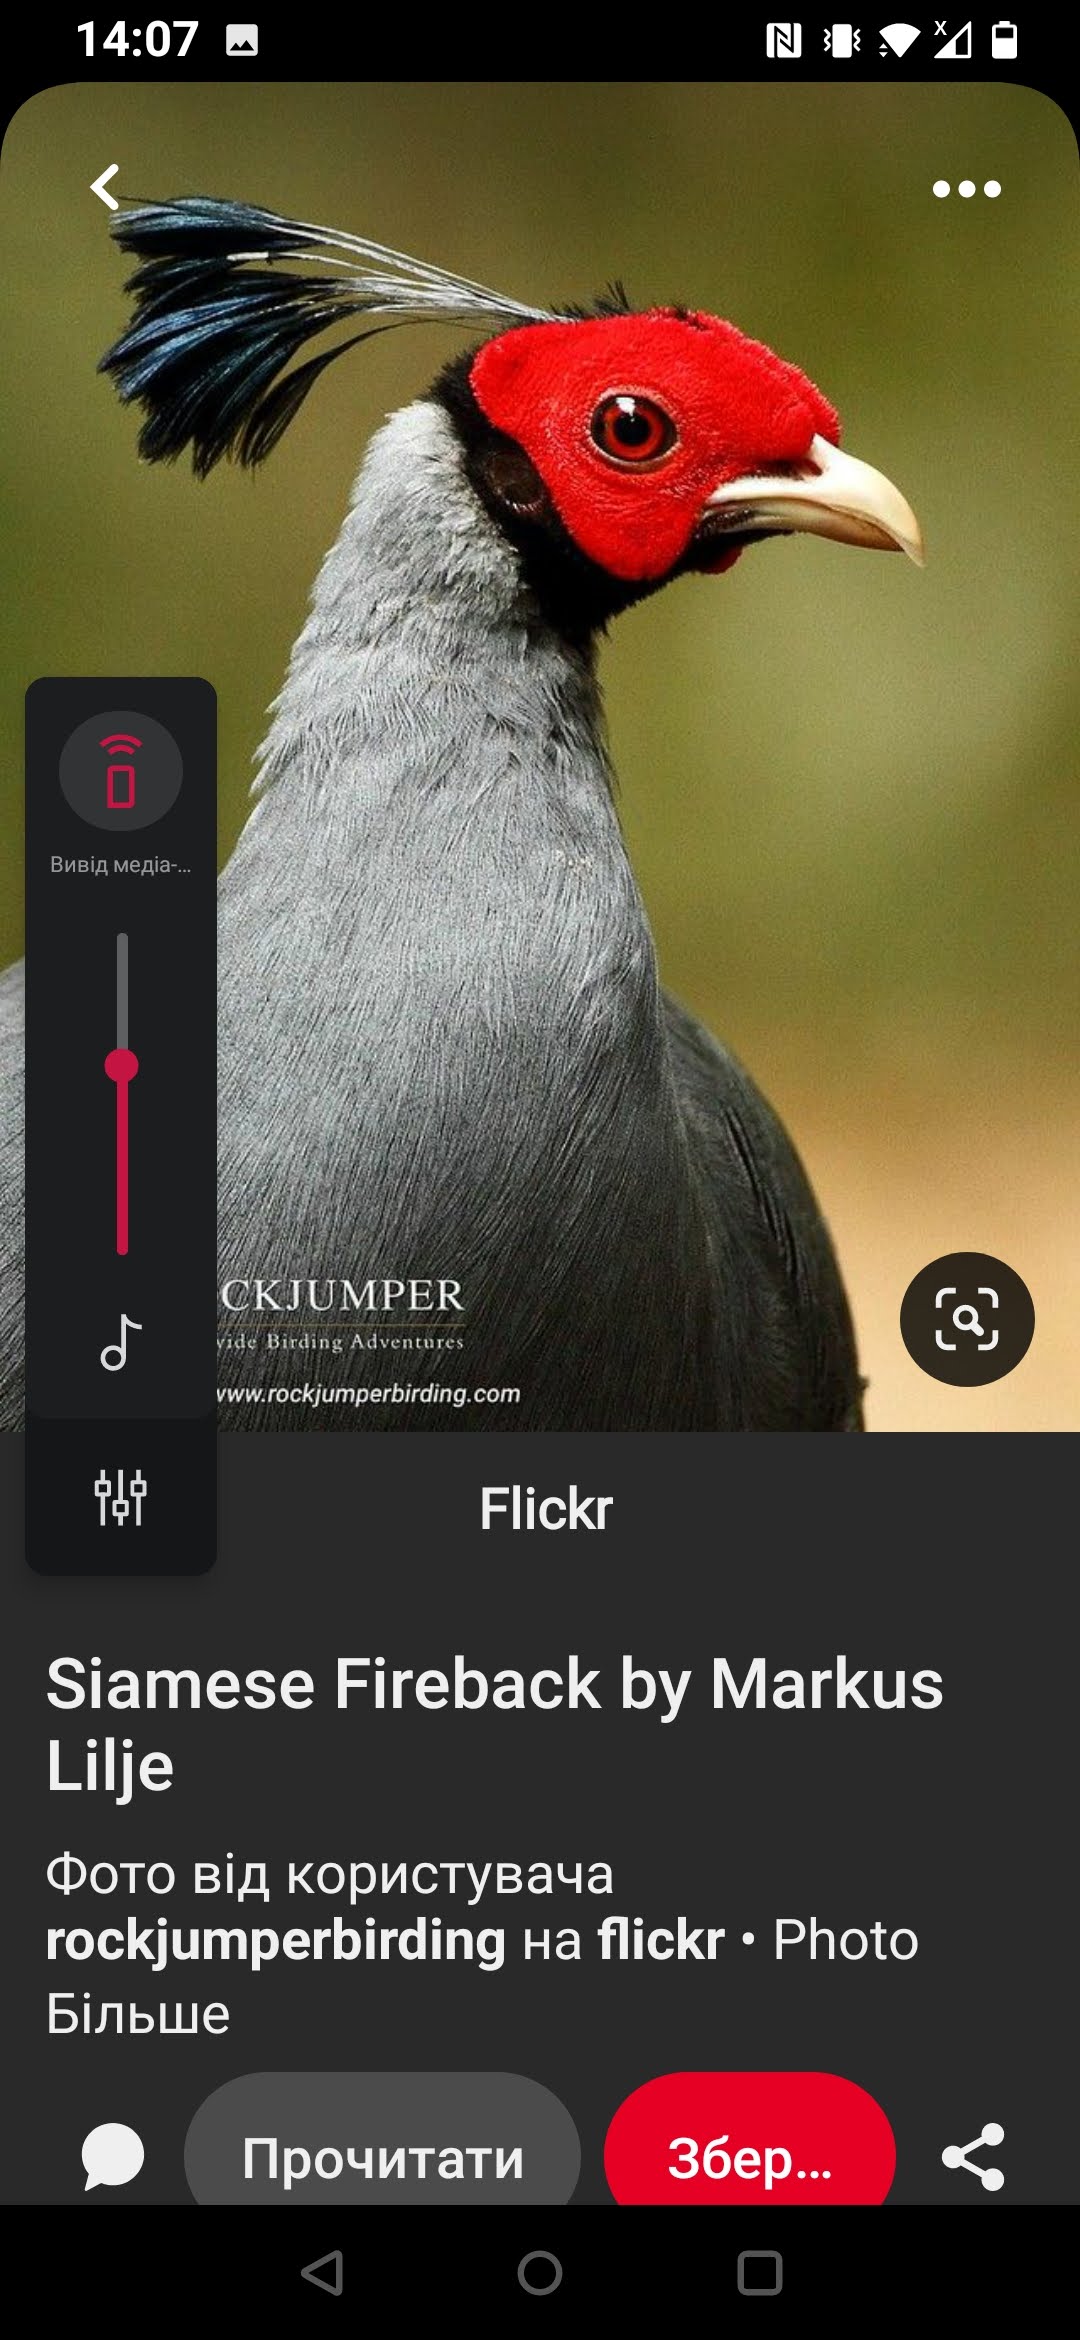 14:07
Вивід медіа-...
CKJUMPER
Birding Adventures
www.rockjumperbirding.com
Flickr
Siamese Fireback by Markus
Lilje
Фото від користувача
rockjumperbirding на flickr • Photo
Більше
Прочитати
Збер...